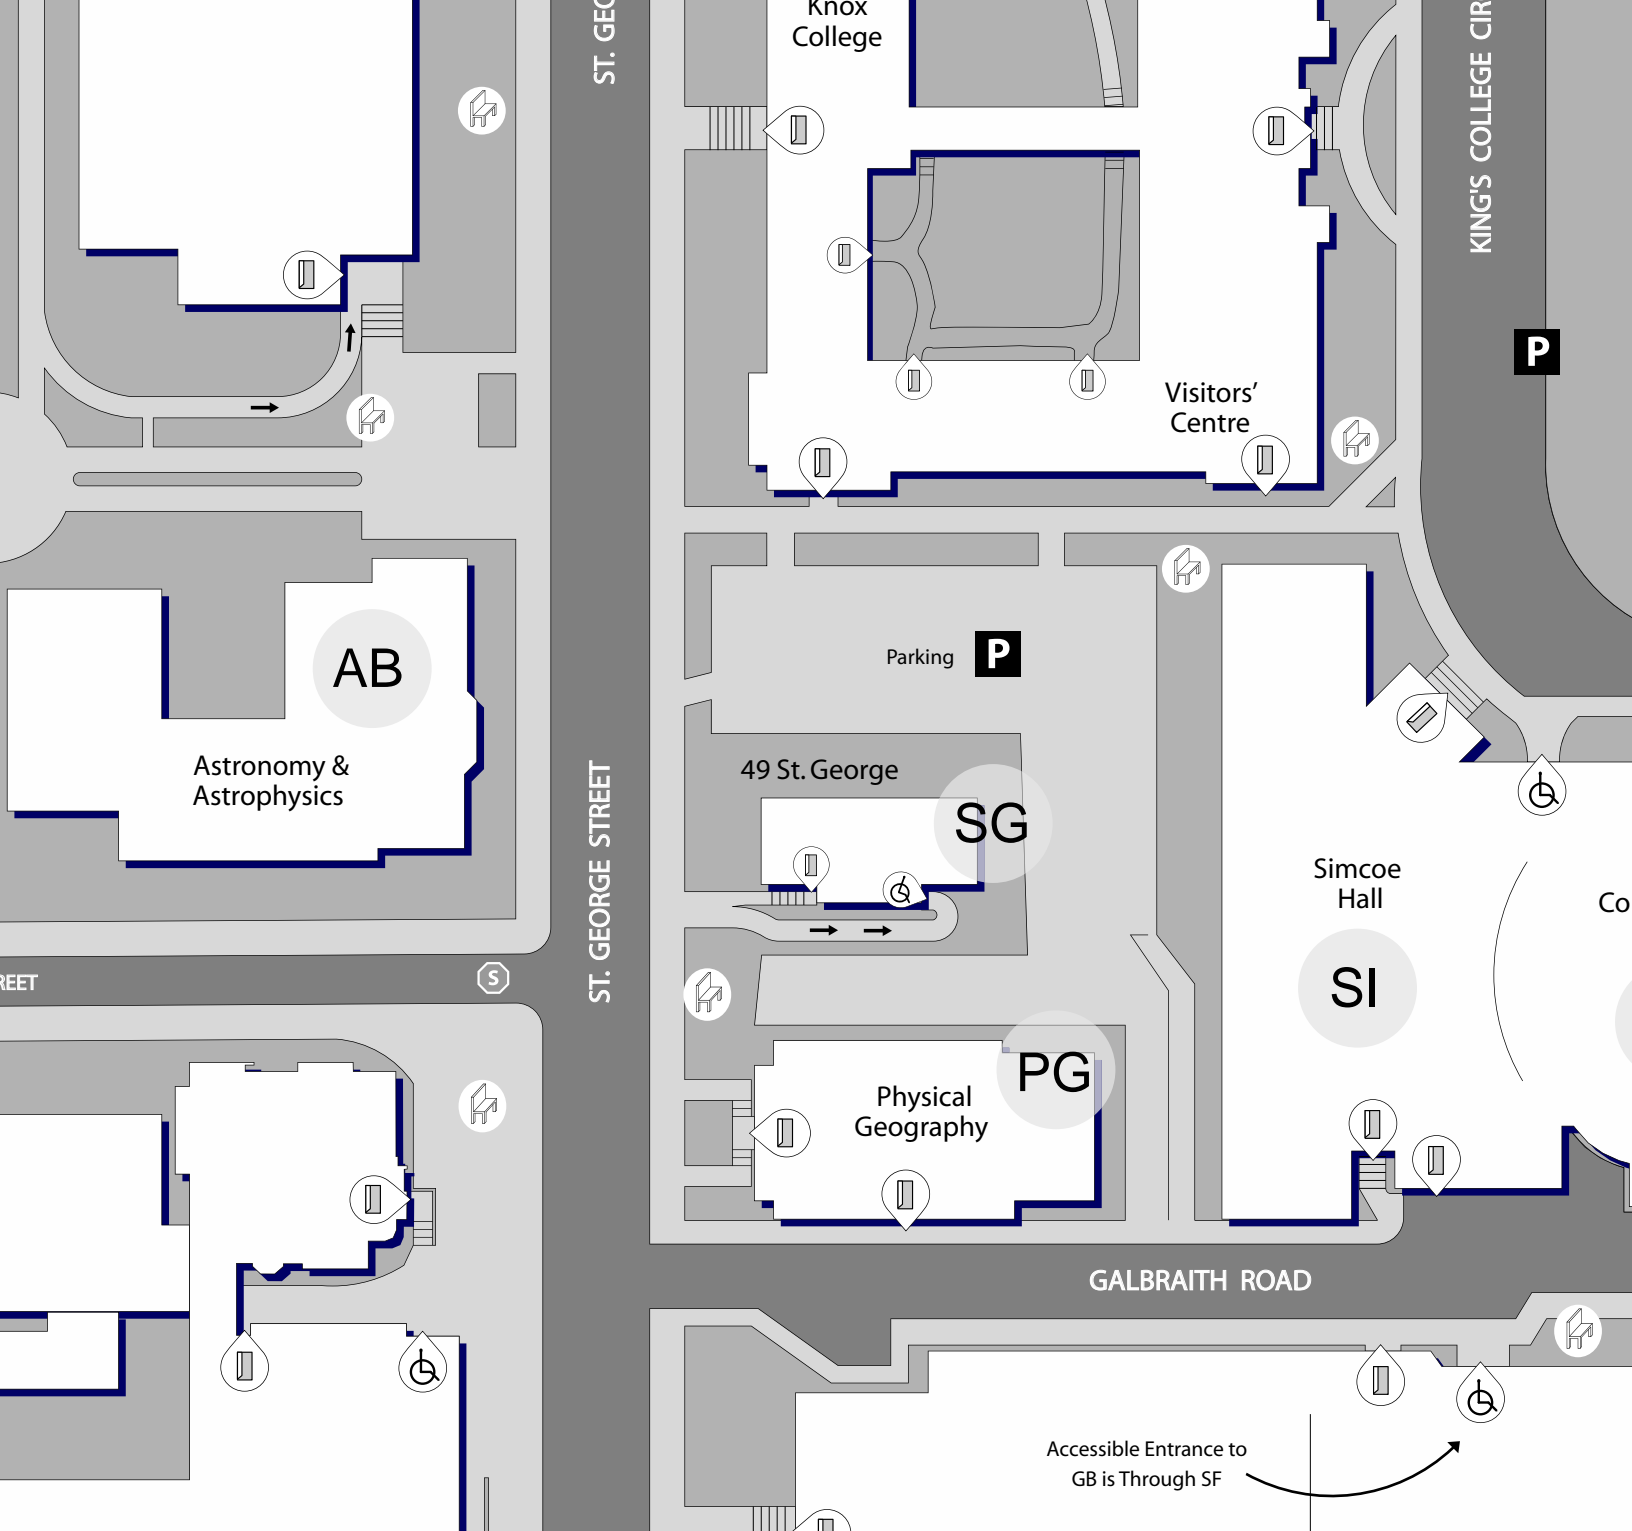 Knox
College
ST. GEO
KING'S COLLEGE CIR
P
Visitors'
Centre
AB
Astronomy &
Astrophysics
Parking
P
49 St. George
SG
ST. GEORGE STREET
Simcoe
Hall
Co
SI
REET
S
PG
Physical
Geography
GALBRAITH ROAD
Accessible Entrance to
GB is Through SF